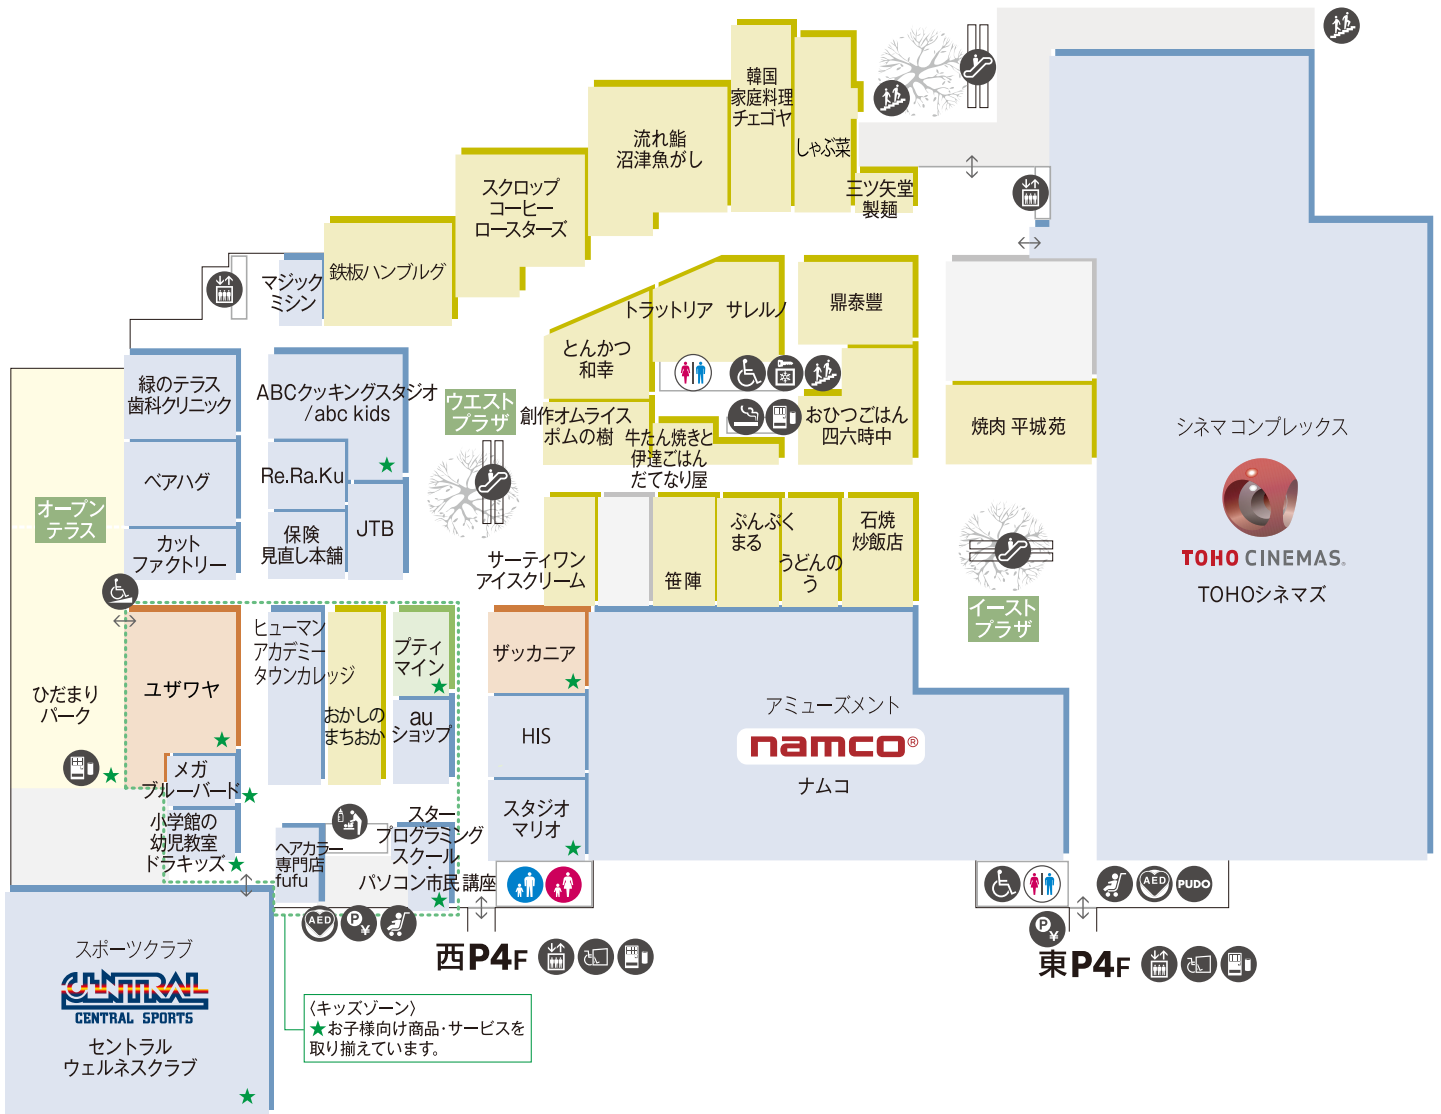 韓国
家庭料理
チェゴヤ
しゃぶ菜
流れ鮨
沼津魚がし
三ツ矢堂
製麺
スクロップ
コーヒー
ロースターズ
鉄板ハンブルグ
マジック
ミシン
トラットリア サレルノ
鼎泰豐
とんかつ
和幸
創作オムライス
ポムの樹
牛たん焼きと
伊達ごはん
だてなり屋
おひつごはん
四六時中
焼肉 平城苑
シネマ コンプレックス
TOHO CINEMAS®
TOHOシネマズ
緑のテラス
歯科クリニック
ABCクッキングスタジオ
/abc kids
ウエスト
プラザ
ベアハグ
Re.Ra.Ku
オープン
テラス
カット
ファクトリー
保険
見直し本舗
JTB
サーティワン
アイスクリーム
笹陣
ぷんぷく
まる
うどんの
う
石焼
炒飯店
イースト
プラザ
ひだまり
パーク
ユザワヤ
ヒューマン
アカデミー
タウンカレッジ
おかしの
まちおか
プティ
マイン
au
ショップ
ザッカニア
HIS
スタジオ
マリオ
アミューズメント
namco®
ナムコ
メガ
ブルーバード
小学館の
幼児教室
ドラキッズ
ヘアカラー
専門店
fufu
スター
プログラミング
スクール
・
パソコン市民講座
AED
P
¥
AED
PUDO
P
¥
西P4F
東P4F
スポーツクラブ
CENTRAL
CENTRAL SPORTS
セントラル
ウェルネスクラブ
〈キッズゾーン〉
★お子様向け商品・サービスを
取り揃えています。